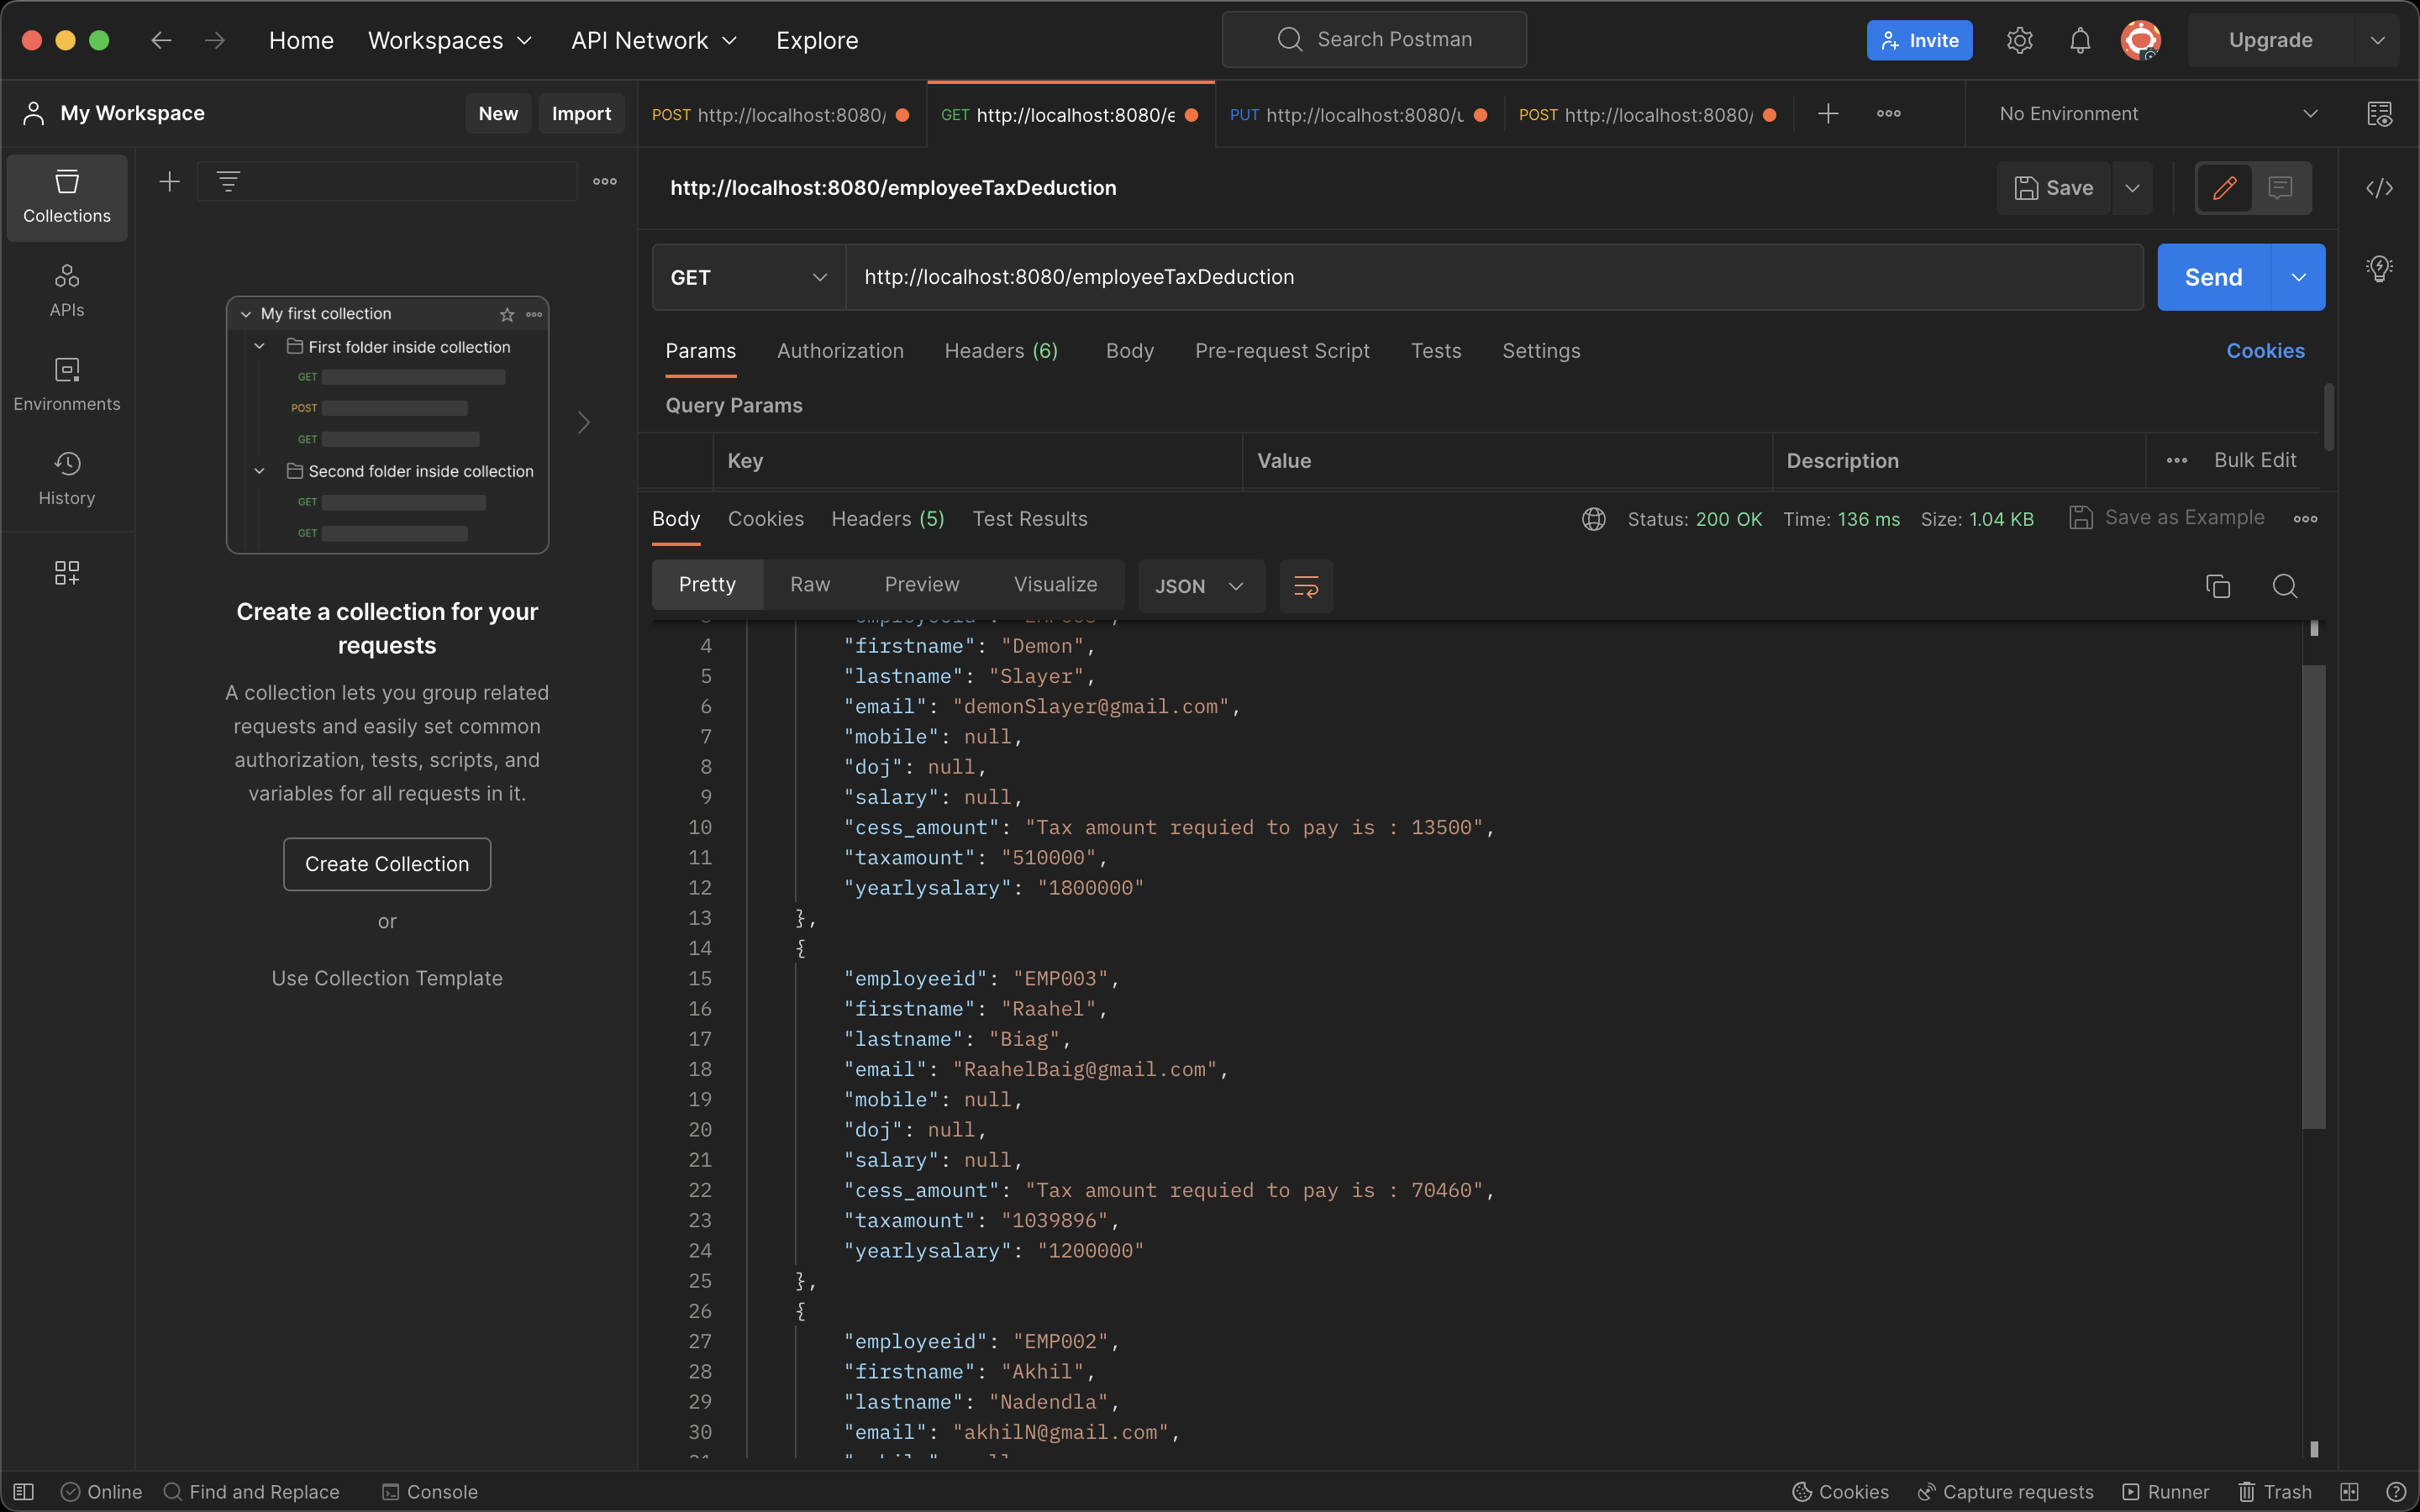 Home Workspaces API Network Explore Search Postman Invite Upgrade
My Workspace New Import
POST http://localhost:8080/ GET http://localhost:8080/e PUT http://localhost:8080/u POST http://localhost:8080/ No Environment
Collections
APIs
Environments
History
My first collection
First folder inside collection
GET
POST
GET
Second folder inside collection
GET
GET
Create a collection for your
requests
A collection lets you group related
requests and easily set common
authorization, tests, scripts, and
variables for all requests in it.
Create Collection
or
Use Collection Template
http://localhost:8080/employeeTaxDeduction Save
GET http://localhost:8080/employeeTaxDeduction Send
Params Authorization Headers (6) Body Pre-request Script Tests Settings Cookies
Query Params
Key Value Description Bulk Edit
Body Cookies Headers (5) Test Results Status: 200 OK Time: 136 ms Size: 1.04 KB Save as Example
Pretty Raw Preview Visualize JSON
4 "firstname": "Demon",
5 "lastname": "Slayer",
6 "email": "demonSlayer@gmail.com",
7 "mobile": null,
8 "doj": null,
9 "salary": null,
10 "cess_amount": "Tax amount requied to pay is : 13500",
11 "taxamount": "510000",
12 "yearlysalary": "1800000"
13 },
14 {
15 "employeeid": "EMP003",
16 "firstname": "Raahel",
17 "lastname": "Biag",
18 "email": "RaahelBaig@gmail.com",
19 "mobile": null,
20 "doj": null,
21 "salary": null,
22 "cess_amount": "Tax amount requied to pay is : 70460",
23 "taxamount": "1039896",
24 "yearlysalary": "1200000"
25 },
26 {
27 "employeeid": "EMP002",
28 "firstname": "Akhil",
29 "lastname": "Nadendla",
30 "email": "akhilN@gmail.com",
Online Find and Replace Console Cookies Capture requests Runner Trash